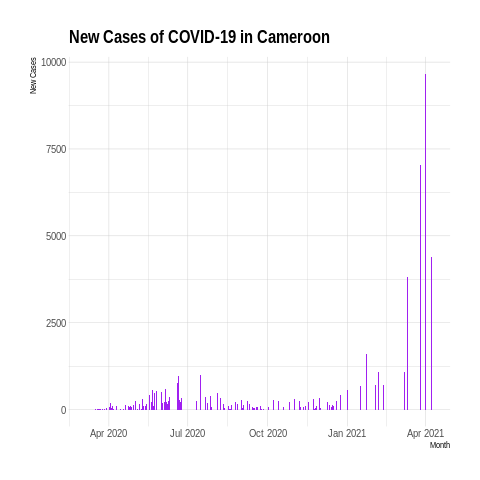 New Cases of COVID-19 in Cameroon
New Cases
10000
7500
5000
2500
0
Apr 2020 Jul 2020 Oct 2020 Jan 2021 Apr 2021
Month